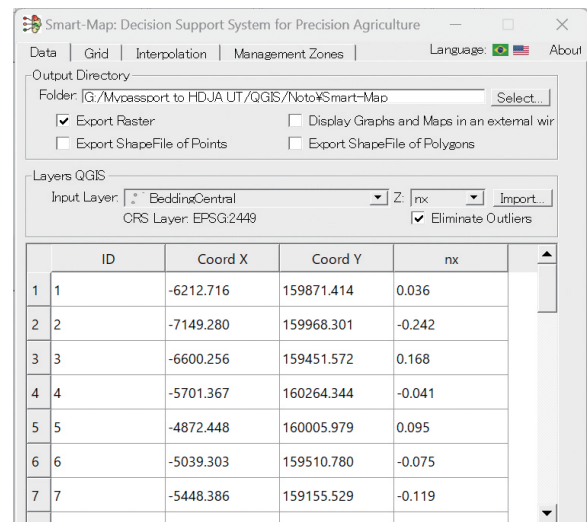 Smart-Map: Decision Support System for Precision Agriculture
Data | Grid | Interpolation | Management Zones | Language: About
Output Directory
Folder: G:/Mypassport to HDJA UT/QGIS/Noto¥Smart-Map Select...
Export Raster Display Graphs and Maps in an external wir
Export ShapeFile of Points Export ShapeFile of Polygons
Layers QGIS
Input Layer: BeddingCentral Z: nx Import...
CRS Layer: EPSG:2449 Eliminate Outliers
ID Coord X Coord Y nx
1 1 -6212.716 159871.414 0.036
2 2 -7149.280 159968.301 -0.242
3 3 -6600.256 159451.572 0.168
4 4 -5701.367 160264.344 -0.041
5 5 -4872.448 160005.979 0.095
6 6 -5039.303 159510.780 -0.075
7 7 -5448.386 159155.529 -0.119